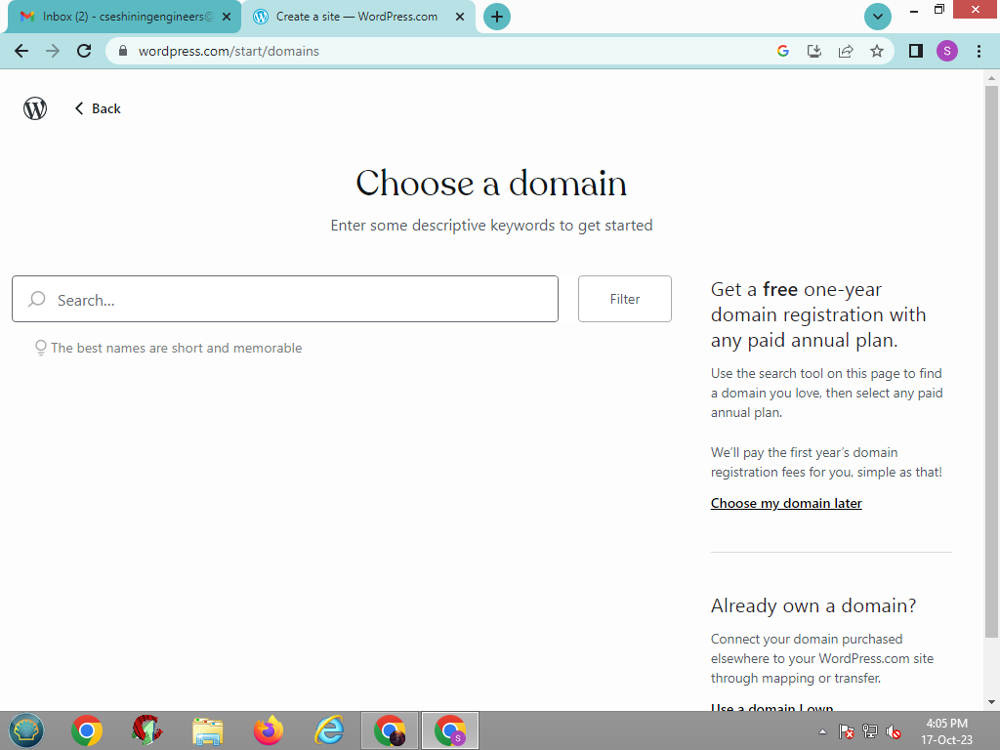 Inbox (2) - cseshiningengineers@
Create a site — WordPress.com
wordpress.com/start/domains
S
Back
Choose a domain
Enter some descriptive keywords to get started
Search...
Filter
The best names are short and memorable
Get a free one-year
domain registration with
any paid annual plan.
Use the search tool on this page to find
a domain you love, then select any paid
annual plan.
We'll pay the first year's domain
registration fees for you, simple as that!
Choose my domain later
Already own a domain?
Connect your domain purchased
elsewhere to your WordPress.com site
through mapping or transfer.
Use a domain I own
S
4:05 PM
17-Oct-23